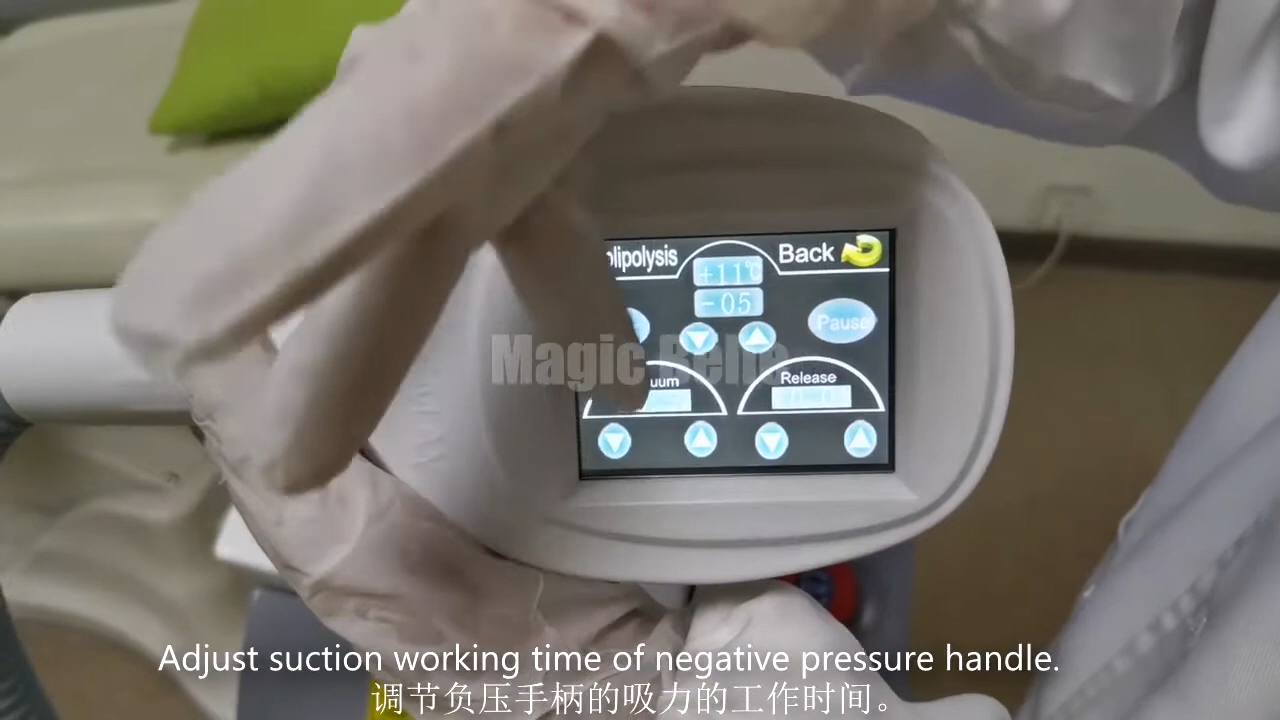 olipolysis
Back
+11℃
-05
Pause
Magic Belle
uum
Release
Adjust suction working time of negative pressure handle.
调节负压手柄的吸力的工作时间。